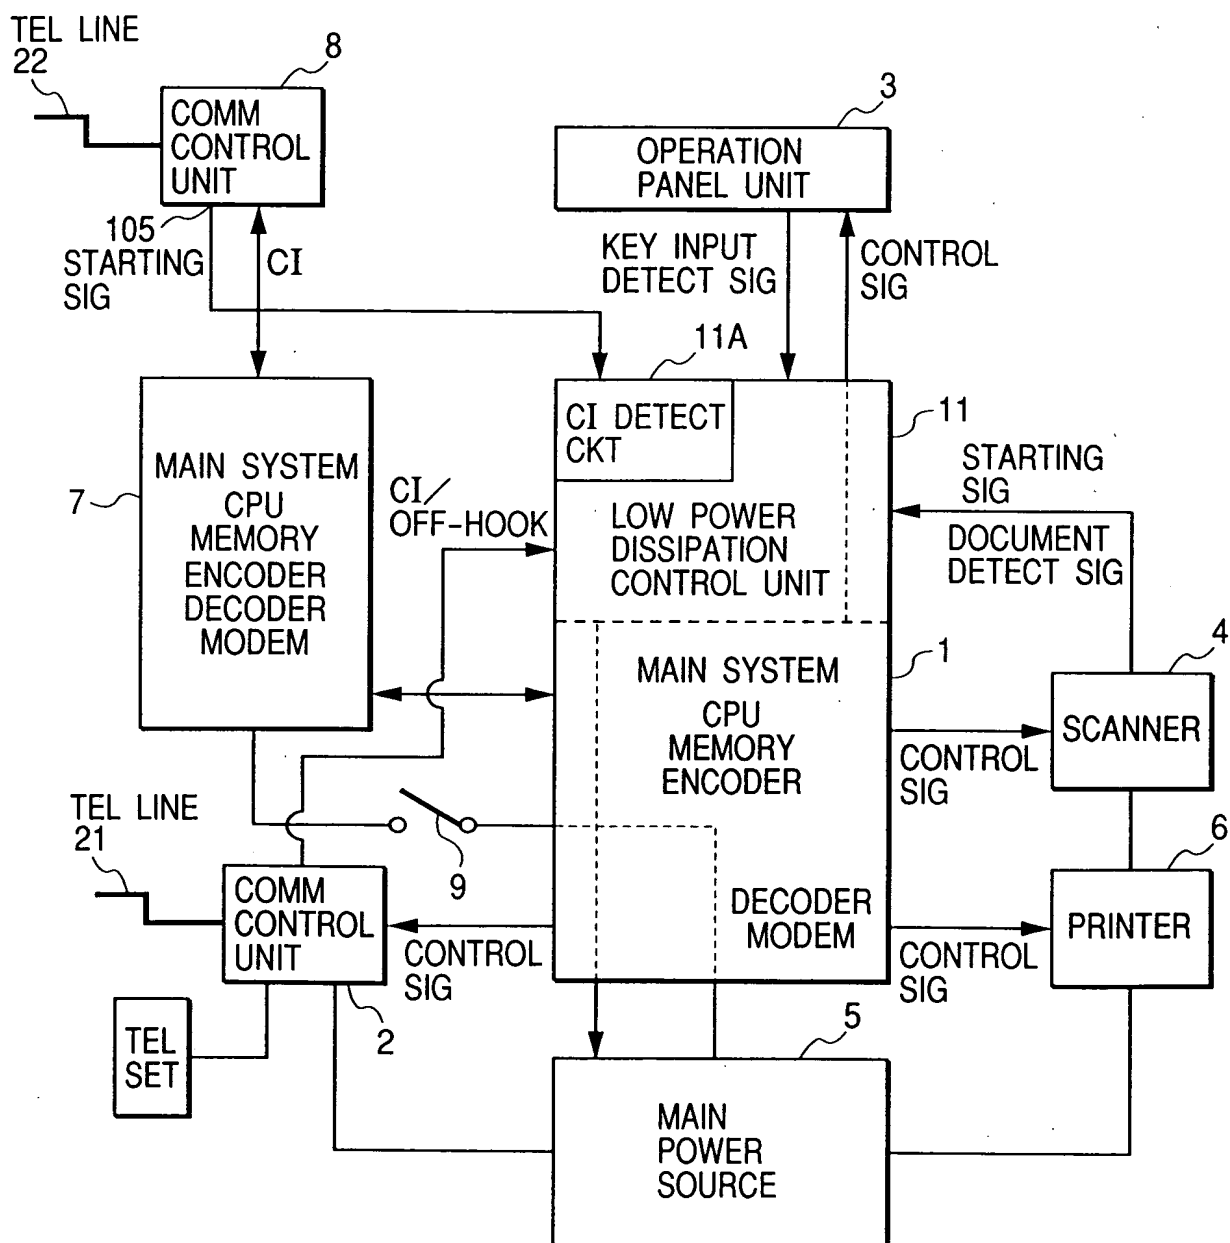 TEL LINE
22
8
COMM
CONTROL
UNIT
3
OPERATION
PANEL UNIT
105
STARTING
SIG
CI
KEY INPUT
DETECT SIG
CONTROL
SIG
11A
CI DETECT
CKT
11
7
MAIN SYSTEM
CPU
MEMORY
ENCODER
DECODER
MODEM
CI/
OFF-HOOK
LOW POWER
DISSIPATION
CONTROL UNIT
STARTING
SIG
DOCUMENT
DETECT SIG
1
MAIN SYSTEM
CPU
MEMORY
ENCODER
DECODER
MODEM
4
SCANNER
CONTROL
SIG
TEL LINE
21
9
COMM
CONTROL
UNIT
2
CONTROL
SIG
6
PRINTER
CONTROL
SIG
TEL
SET
5
MAIN
POWER
SOURCE